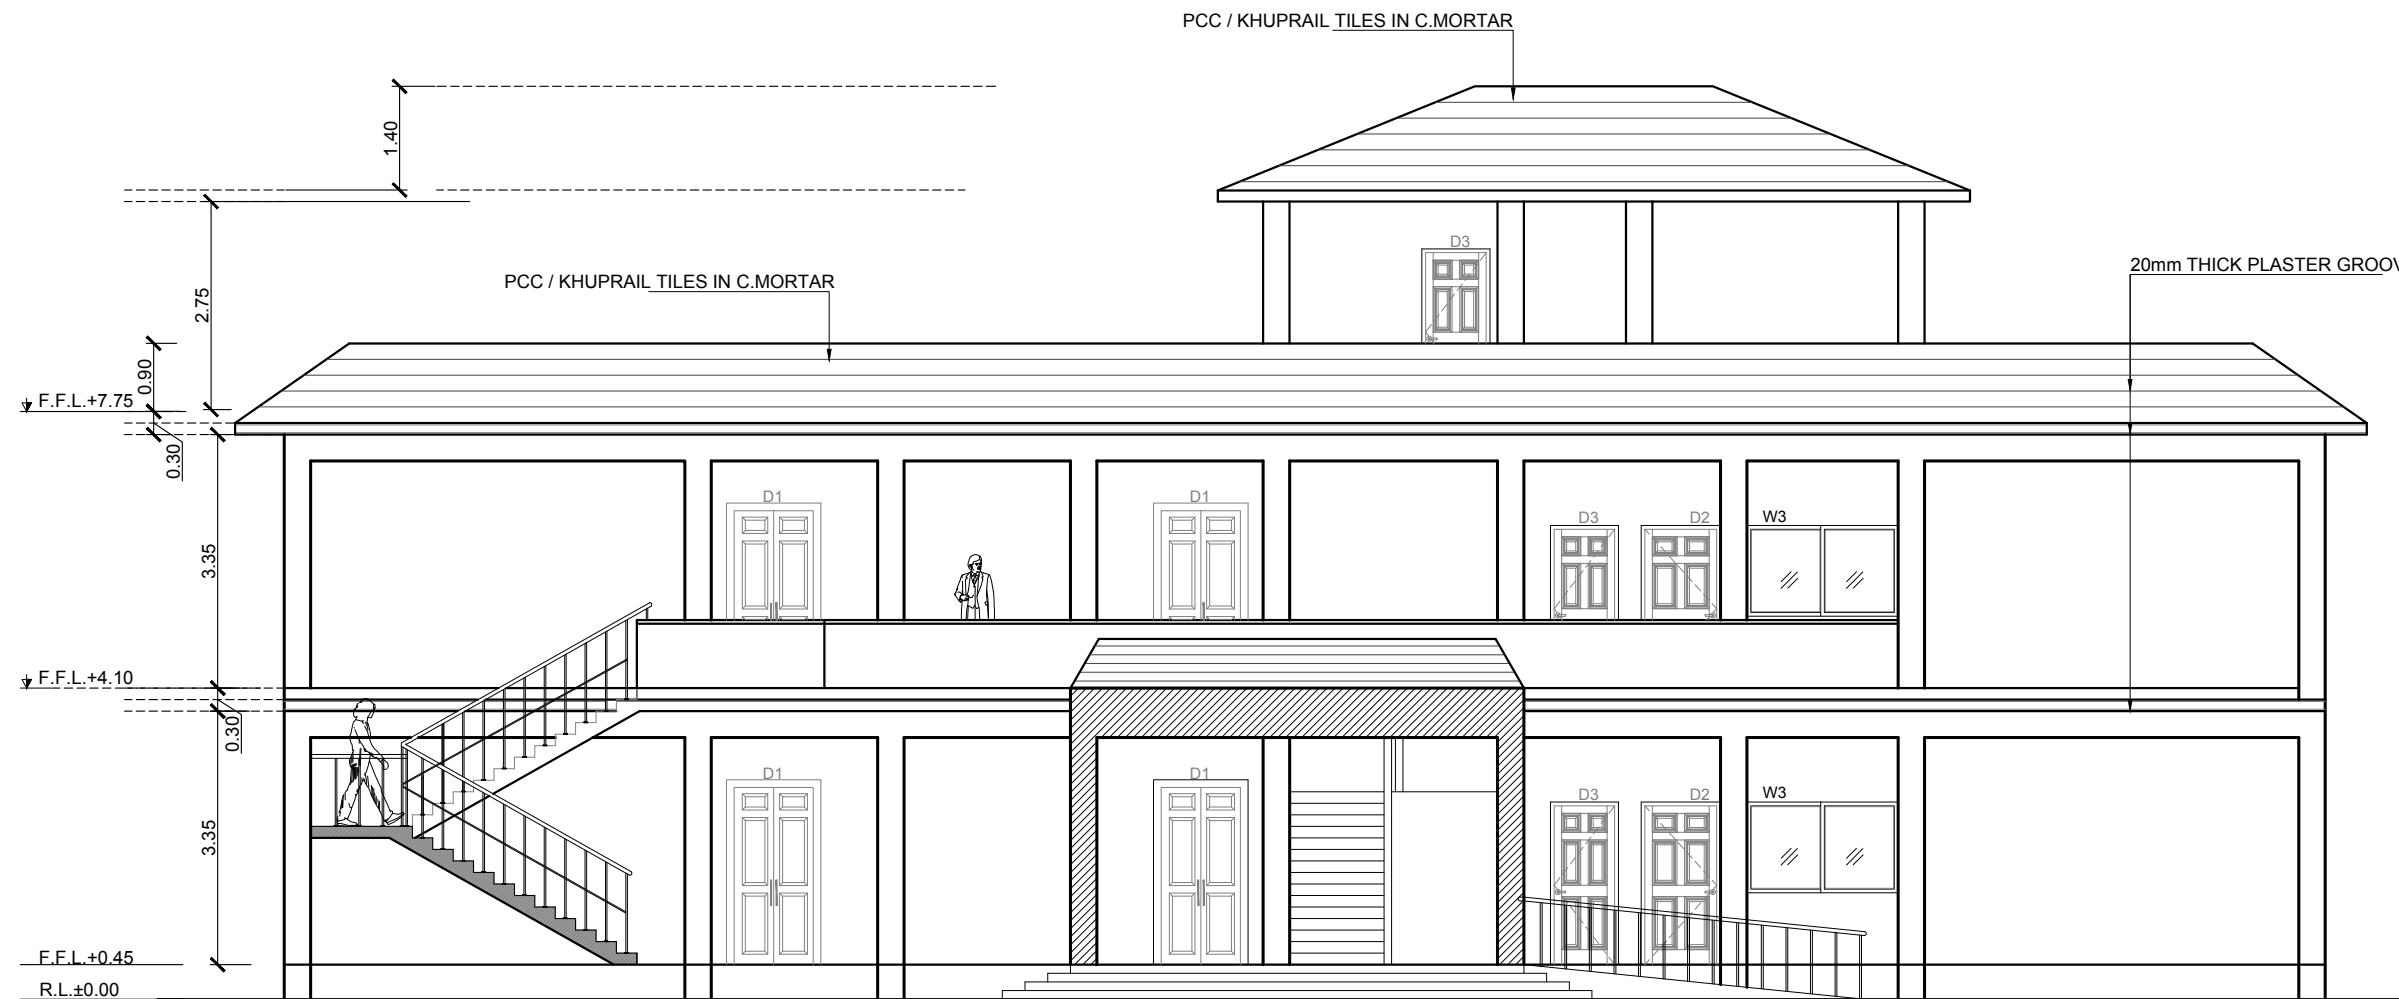 PCC / KHUPRAIL TILES IN C.MORTAR
1.40
D3
20mm THICK PLASTER GROOV
PCC / KHUPRAIL TILES IN C.MORTAR
2.75
0.90
F.F.L.+7.75
0.30
D1
D1
D3
D2
W3
3.35
F.F.L.+4.10
0.30
D1
D1
D3
D2
W3
3.35
F.F.L.+0.45
R.L.±0.00